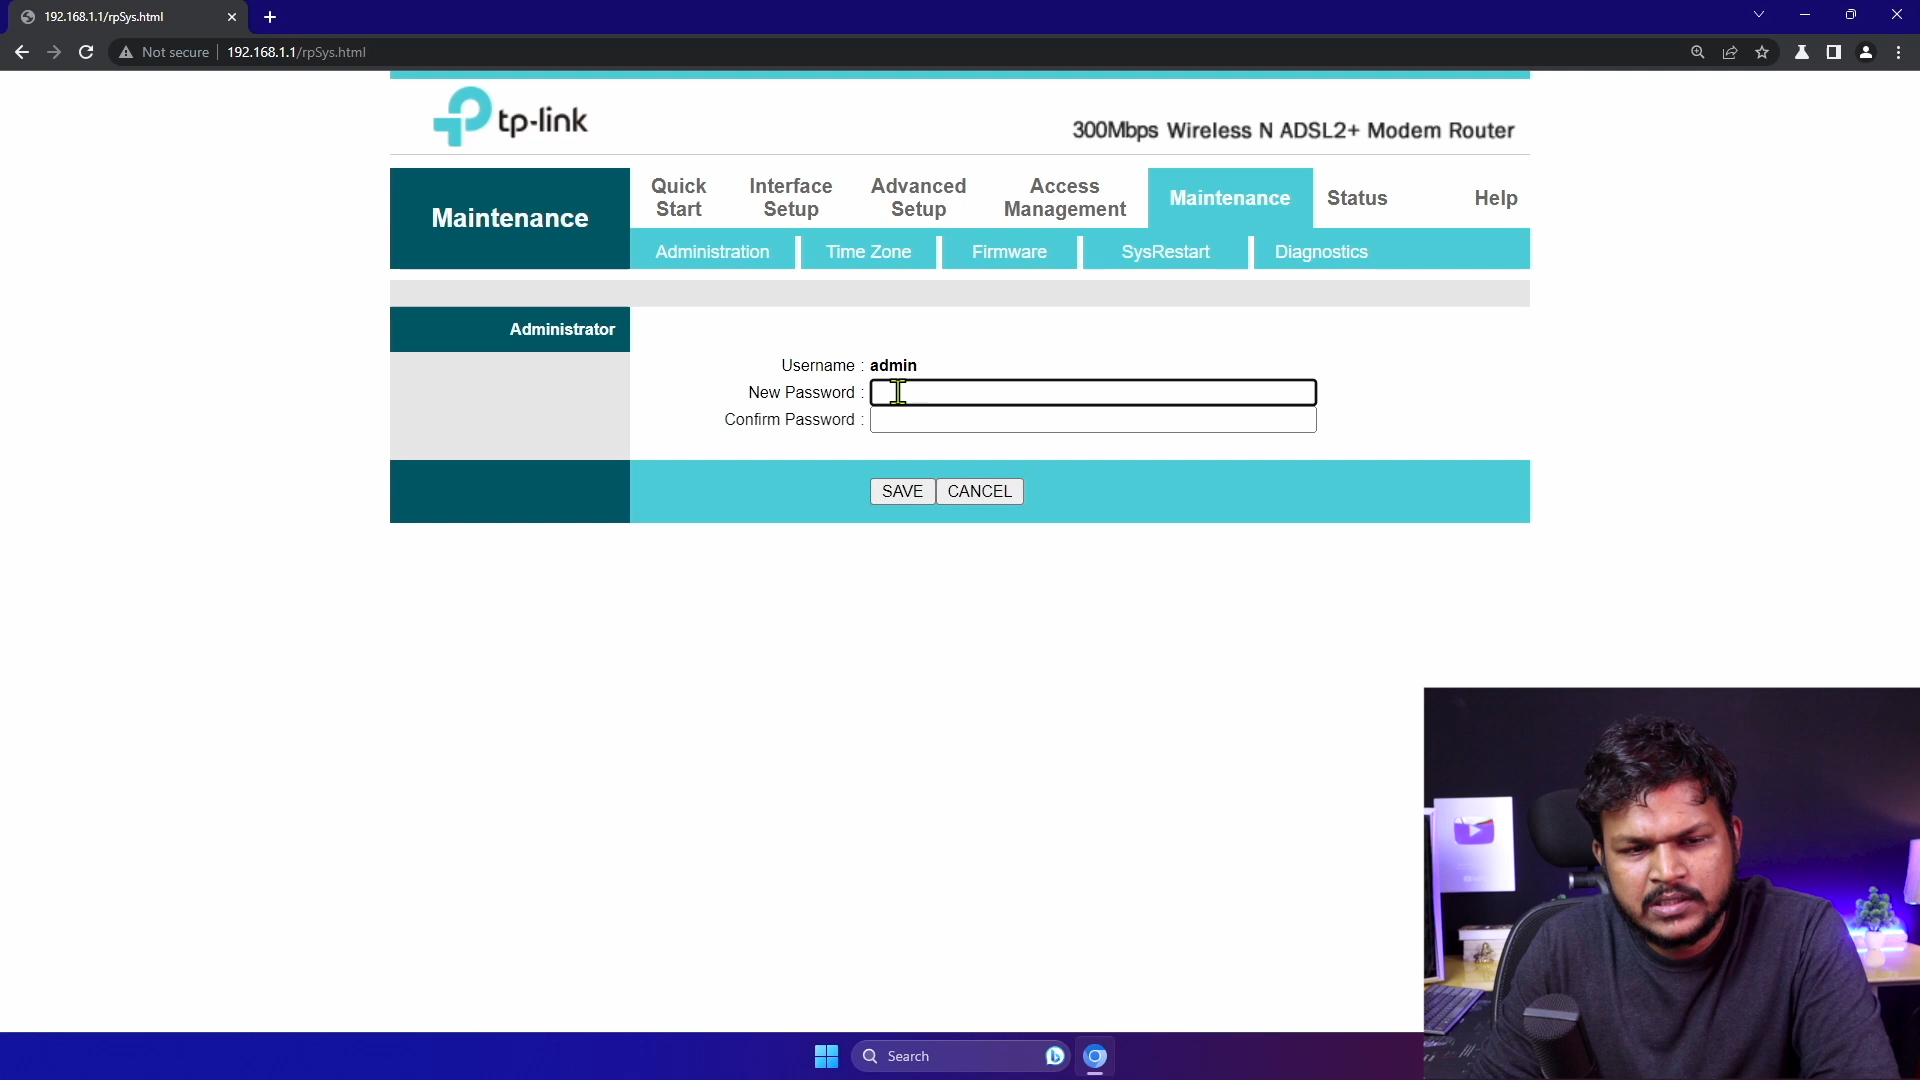 192.168.1.1/rpSys.html
Not secure 192.168.1.1/rpSys.html
tp-link
300Mbps Wireless N ADSL2+ Modem Router
Maintenance
Quick Start
Interface Setup
Advanced Setup
Access Management
Maintenance
Status
Help
Administration
Time Zone
Firmware
SysRestart
Diagnostics
Administrator
Username : admin
New Password :
Confirm Password :
SAVE
CANCEL
Search